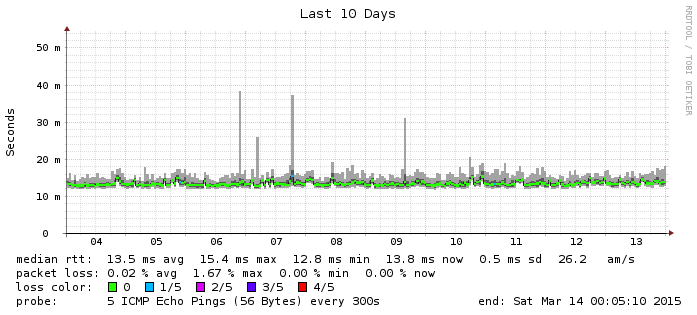 Last 10 Days
RRDTOOL / TOBI OETIKER
Seconds
50 m
40 m
30 m
20 m
10 m
0
04 05 06 07 08 09 10 11 12 13
median rtt: 13.5 ms avg 15.4 ms max 12.8 ms min 13.8 ms now 0.5 ms sd 26.2 am/s
packet loss: 0.02 % avg 1.67 % max 0.00 % min 0.00 % now
loss color: 0 1/5 2/5 3/5 4/5
probe: 5 ICMP Echo Pings (56 Bytes) every 300s end: Sat Mar 14 00:05:10 2015